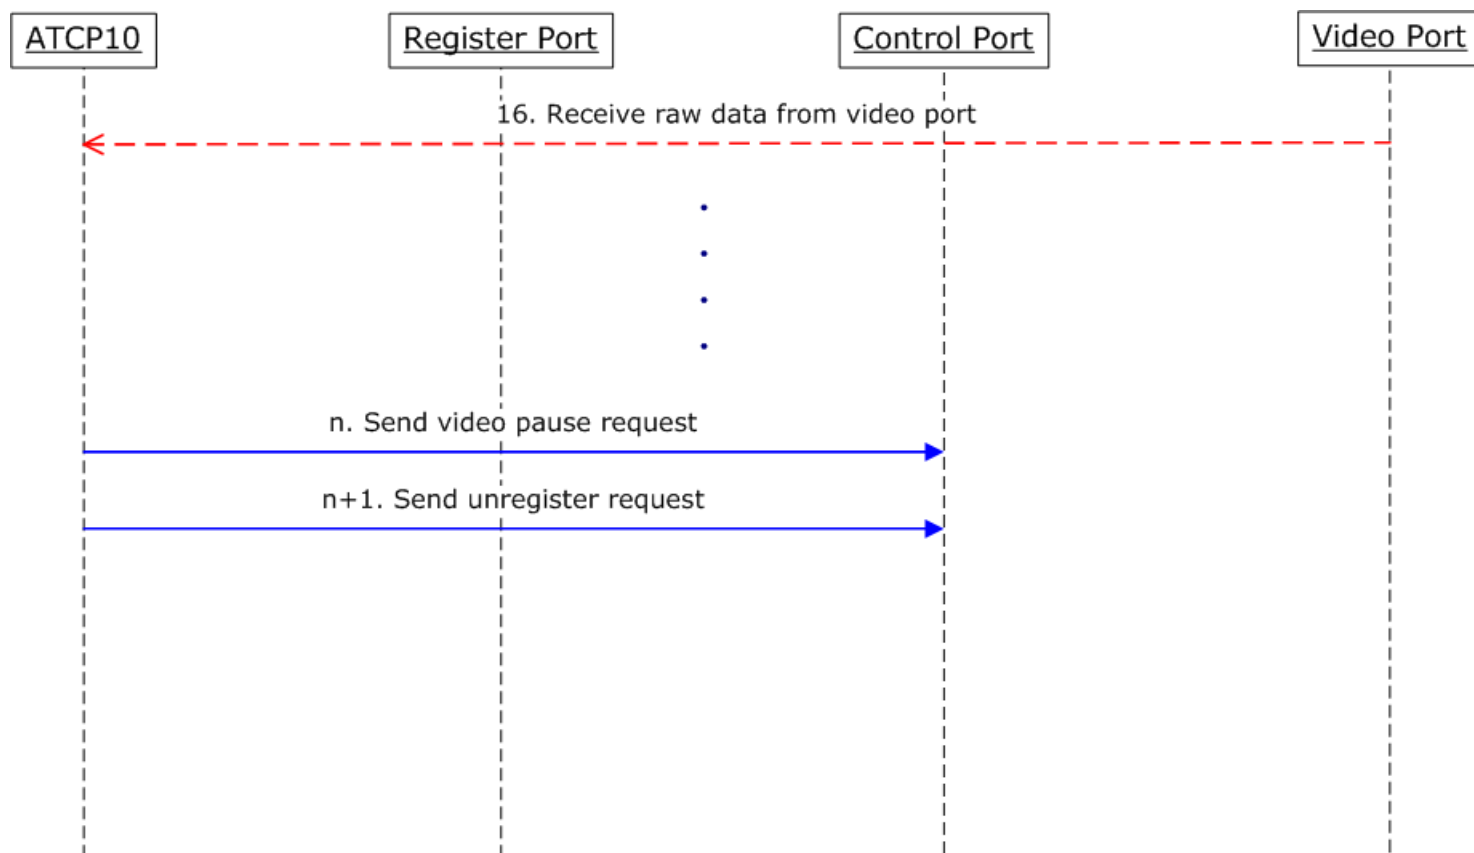 ATCP10
Register Port
Control Port
Video Port
16. Receive raw data from video port
n. Send video pause request
n+1. Send unregister request